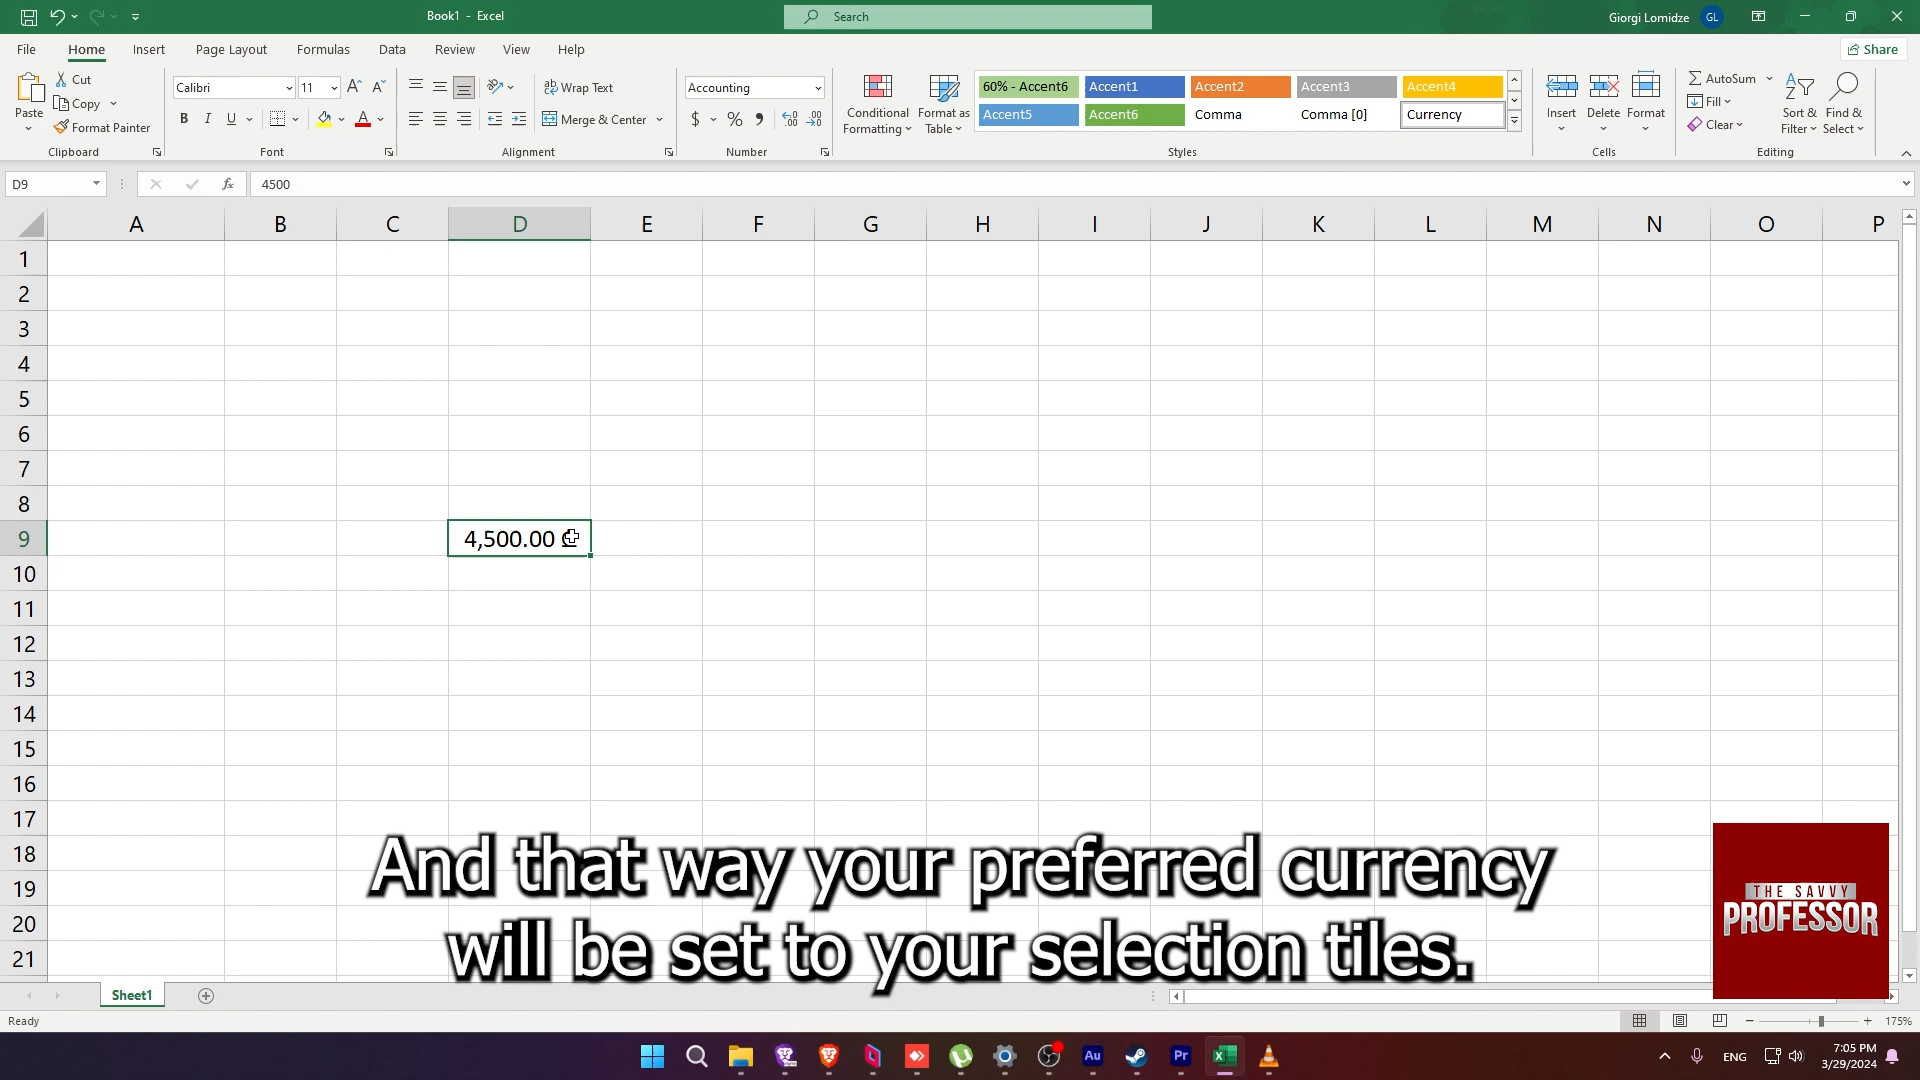 Book1 - Excel
Search
Giorgi Lomidze
GL
File
Home
Insert
Page Layout
Formulas
Data
Review
View
Help
Share
Paste
Cut
Copy
Format Painter
Clipboard
Calibri
11
B I U
Font
Wrap Text
Merge & Center
Alignment
Accounting
$ % 
Number
Conditional
Formatting
Format as
Table
60% - Accent6
Accent1
Accent2
Accent3
Accent4
Accent5
Accent6
Comma
Comma [0]
Currency
Styles
Insert
Delete
Format
Cells
AutoSum
Fill
Clear
Sort &
Filter
Find &
Select
Editing
D9
fx
4500
A B C D E F G H I J K L M N O P
1
2
3
4
5
6
7
8
9
4,500.00
10
11
12
13
14
15
16
17
18
19
20
21
And that way your preferred currency
will be set to your selection tiles.
THE SAVVY
PROFESSOR
Sheet1
Ready
175%
Au
Pr
ENG
7:05 PM
3/29/2024